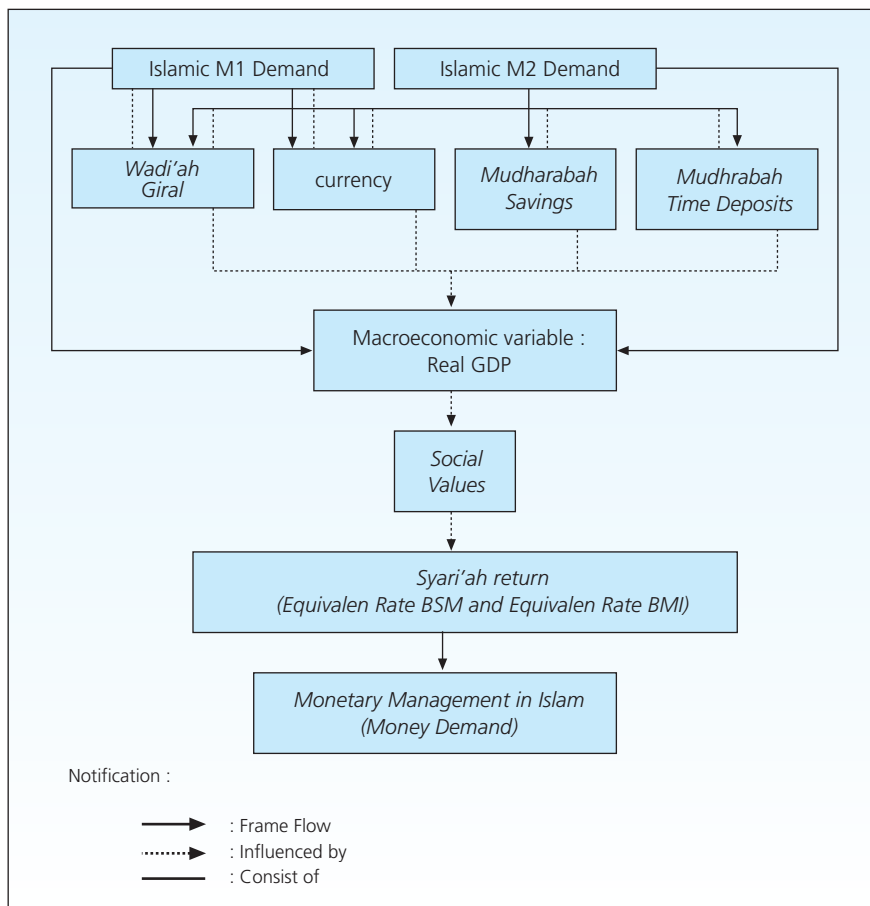 Islamic M1 Demand
Islamic M2 Demand
Wadi’ah
Giral
currency
Mudharabah
Savings
Mudhrabah
Time Deposits
Macroeconomic variable :
Real GDP
Social
Values
Syari’ah return
(Equivalen Rate BSM and Equivalen Rate BMI)
Monetary Management in Islam
(Money Demand)
Notification :
: Frame Flow
: Influenced by
: Consist of